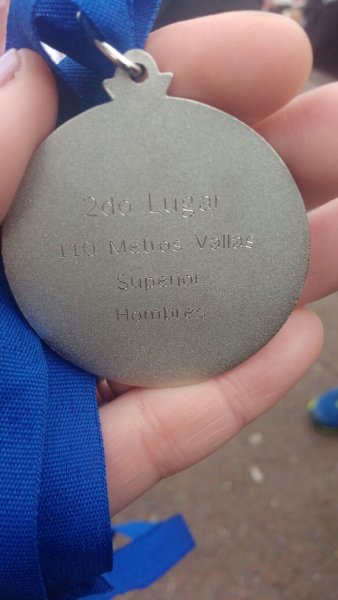 2do Lugar
110 Metros Vallas
Superior
Hombres